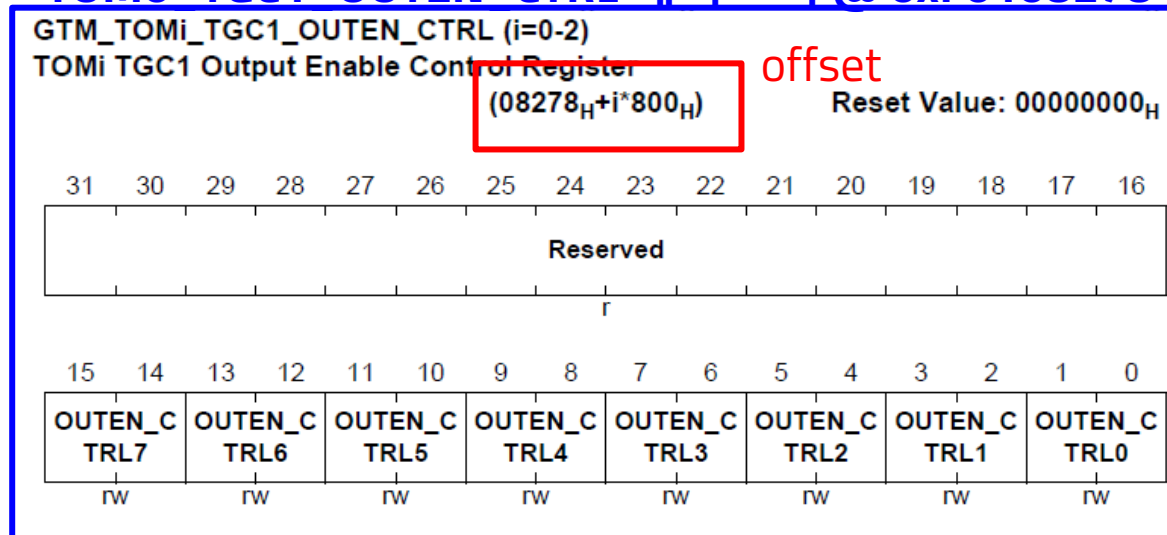 GTM_TOMi_TGC1_OUTEN_CTRL (i=0-2)
TOMi TGC1 Output Enable Control Register
offset
(08278H+i*800H) Reset Value: 00000000H
31 30 29 28 27 26 25 24 23 22 21 20 19 18 17 16
Reserved
r
15 14 13 12 11 10 9 8 7 6 5 4 3 2 1 0
OUTEN_C OUTEN_C OUTEN_C OUTEN_C OUTEN_C OUTEN_C OUTEN_C OUTEN_C
TRL7 TRL6 TRL5 TRL4 TRL3 TRL2 TRL1 TRL0
rw rw rw rw rw rw rw rw